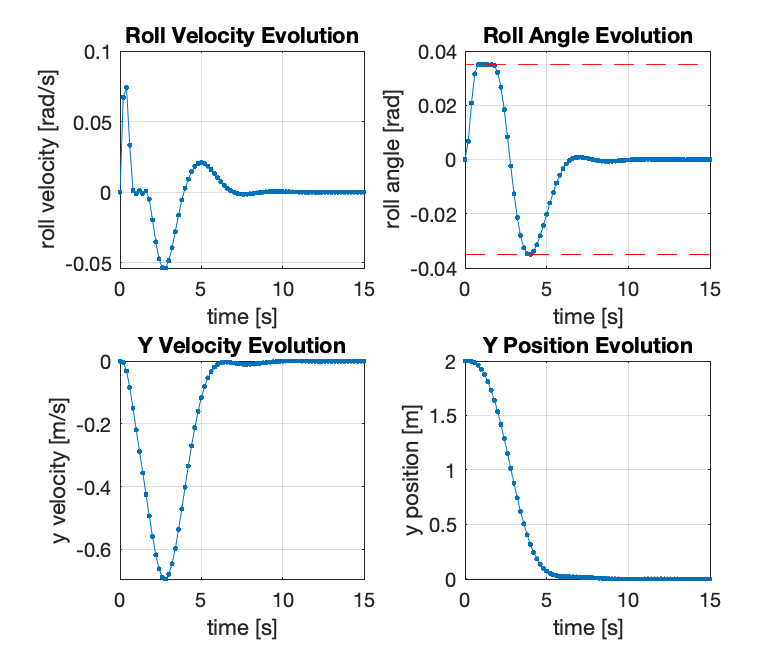 Roll Velocity Evolution
roll velocity [rad/s]
0.1
0.05
0
-0.05
0
5
10
15
time [s]
Roll Angle Evolution
roll angle [rad]
0.04
0.02
0
-0.02
-0.04
0
5
10
15
time [s]
Y Velocity Evolution
y velocity [m/s]
0
-0.2
-0.4
-0.6
0
5
10
15
time [s]
Y Position Evolution
y position [m]
2
1.5
1
0.5
0
0
5
10
15
time [s]